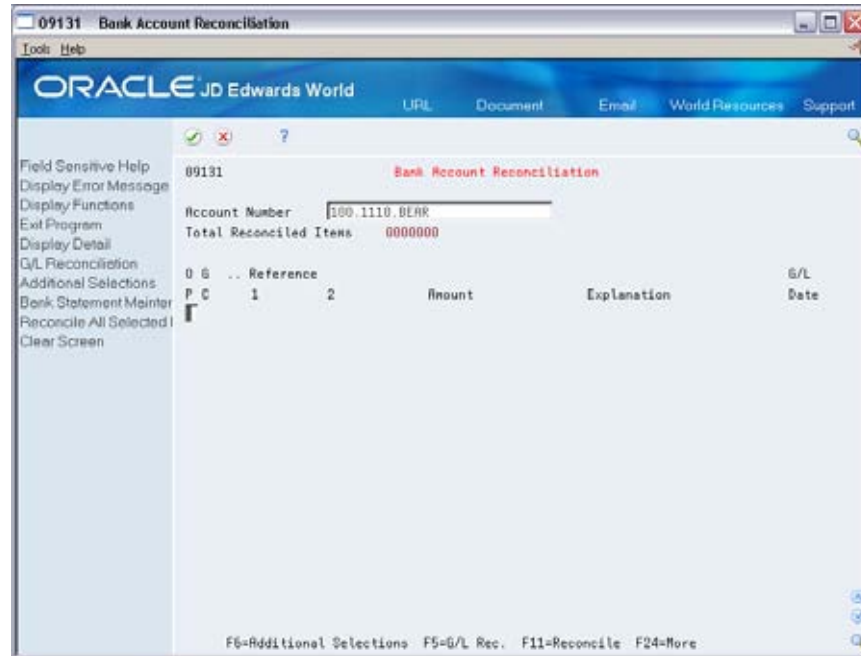 09131 Bank Account Reconciliation
Tools Help
ORACLE JD Edwards World
URL Document Email World Resources Support
?
Field Sensitive Help
Display Error Message
Display Functions
Exit Program
Display Detail
G/L Reconciliation
Additional Selections
Bank Statement Mainter
Reconcile All Selected I
Clear Screen
09131 Bank Account Reconciliation
Account Number 100.1110.BEAR
Total Reconciled Items 0000000
O G .. Reference G/L
P C 1 2 Amount Explanation Date
F6=Additional Selections F5=G/L Rec. F11=Reconcile F24=More